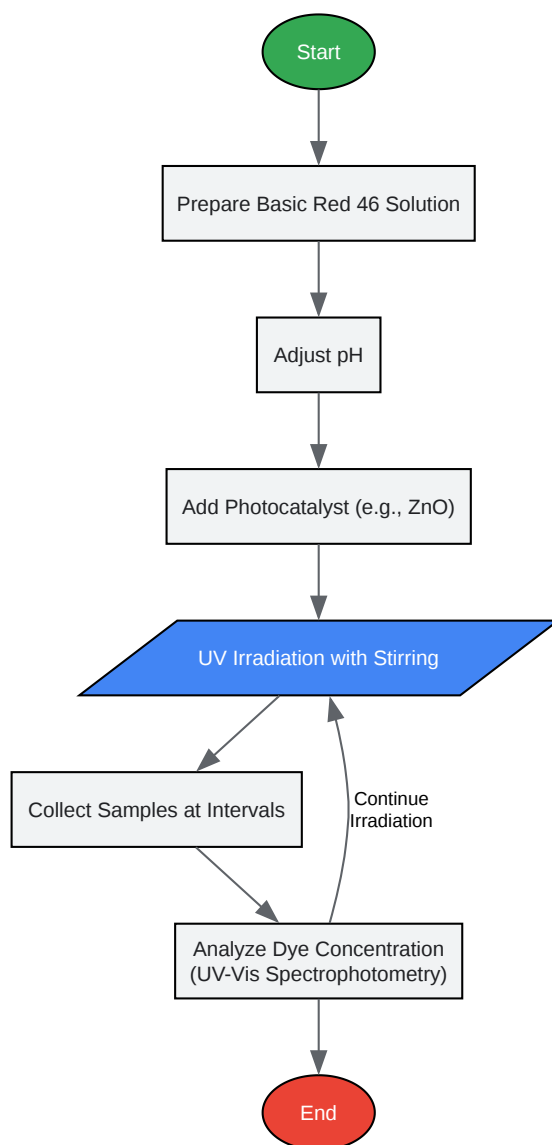 Start
Prepare Basic Red 46 Solution
Adjust pH
Add Photocatalyst (e.g., ZnO)
UV Irradiation with Stirring
Collect Samples at Intervals
Continue
Irradiation
Analyze Dye Concentration
(UV-Vis Spectrophotometry)
End